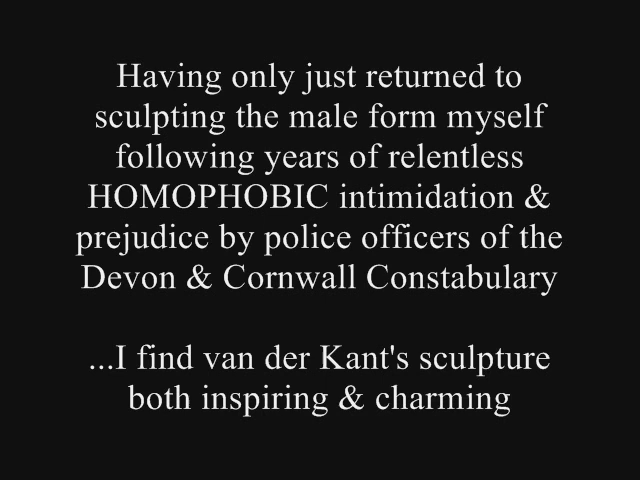 Having only just returned to
sculpting the male form myself
following years of relentless
HOMOPHOBIC intimidation &
prejudice by police officers of the
Devon & Cornwall Constabulary
...I find van der Kant's sculpture
both inspiring & charming